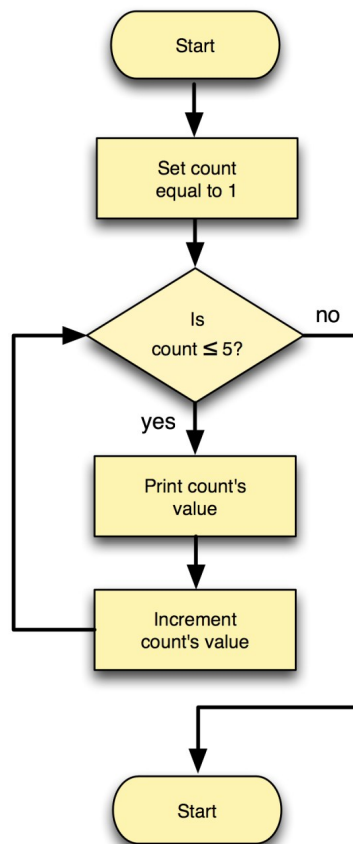 Start
Set count
equal to 1
Is
count ≤ 5?
no
yes
Print count's
value
Increment
count's value
Start